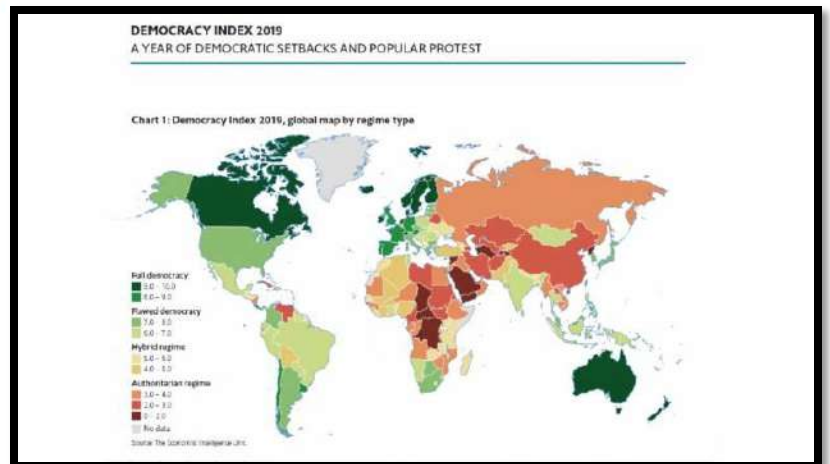 DEMOCRACY INDEX 2019
A YEAR OF DEMOCRATIC SETBACKS AND POPULAR PROTEST
Chart 1: Democracy Index 2019, global map by regime type
Full democracy
9.0 – 10.0
8.0 – 9.0
Flawed democracy
7.0 – 8.0
6.0 – 7.0
Hybrid regime
5.0 – 6.0
4.0 – 5.0
Authoritarian regime
3.0 – 4.0
2.0 – 3.0
0 – 2.0
No data
Source: The Economist Intelligence Unit.